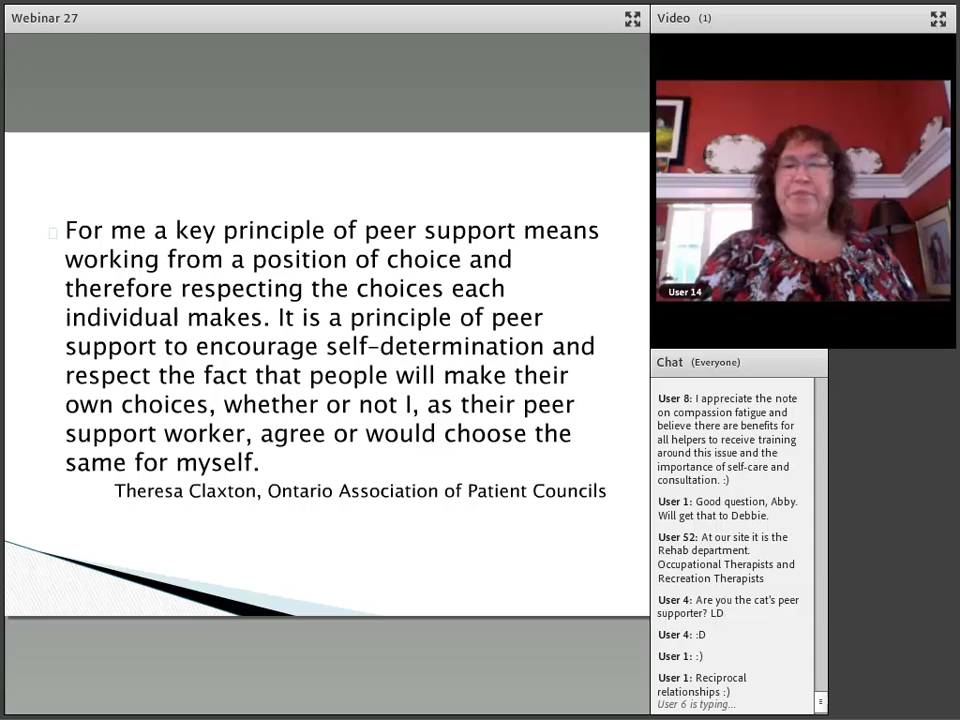 Webinar 27
For me a key principle of peer support means
working from a position of choice and
therefore respecting the choices each
individual makes. It is a principle of peer
support to encourage self-determination and
respect the fact that people will make their
own choices, whether or not I, as their peer
support worker, agree or would choose the
same for myself.
Theresa Claxton, Ontario Association of Patient Councils
Video (1)
User 14
Chat (Everyone)
User 8: I appreciate the note
on compassion fatigue and
believe there are benefits for
all helpers to receive training
around this issue and the
importance of self-care and
consultation. :)
User 1: Good question, Abby.
Will get that to Debbie.
User 52: At our site it is the
Rehab department.
Occupational Therapists and
Recreation Therapists
User 4: Are you the cat's peer
supporter? LD
User 4: :D
User 1: :)
User 1: Reciprocal
relationships :)
User 6 is typing...